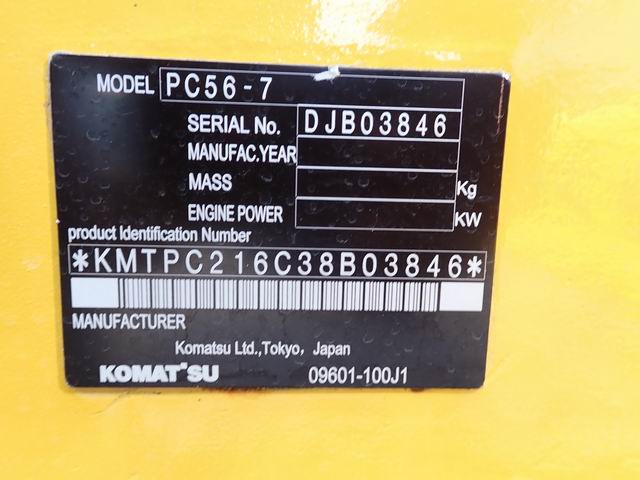 MODEL PC56-7
SERIAL No. DJB03846
MANUFAC.YEAR
MASS Kg
ENGINE POWER KW
product Identification Number
*KMTPC216C38B03846*
MANUFACTURER
Komatsu Ltd.,Tokyo, Japan
KOMATSU 09601-100J1